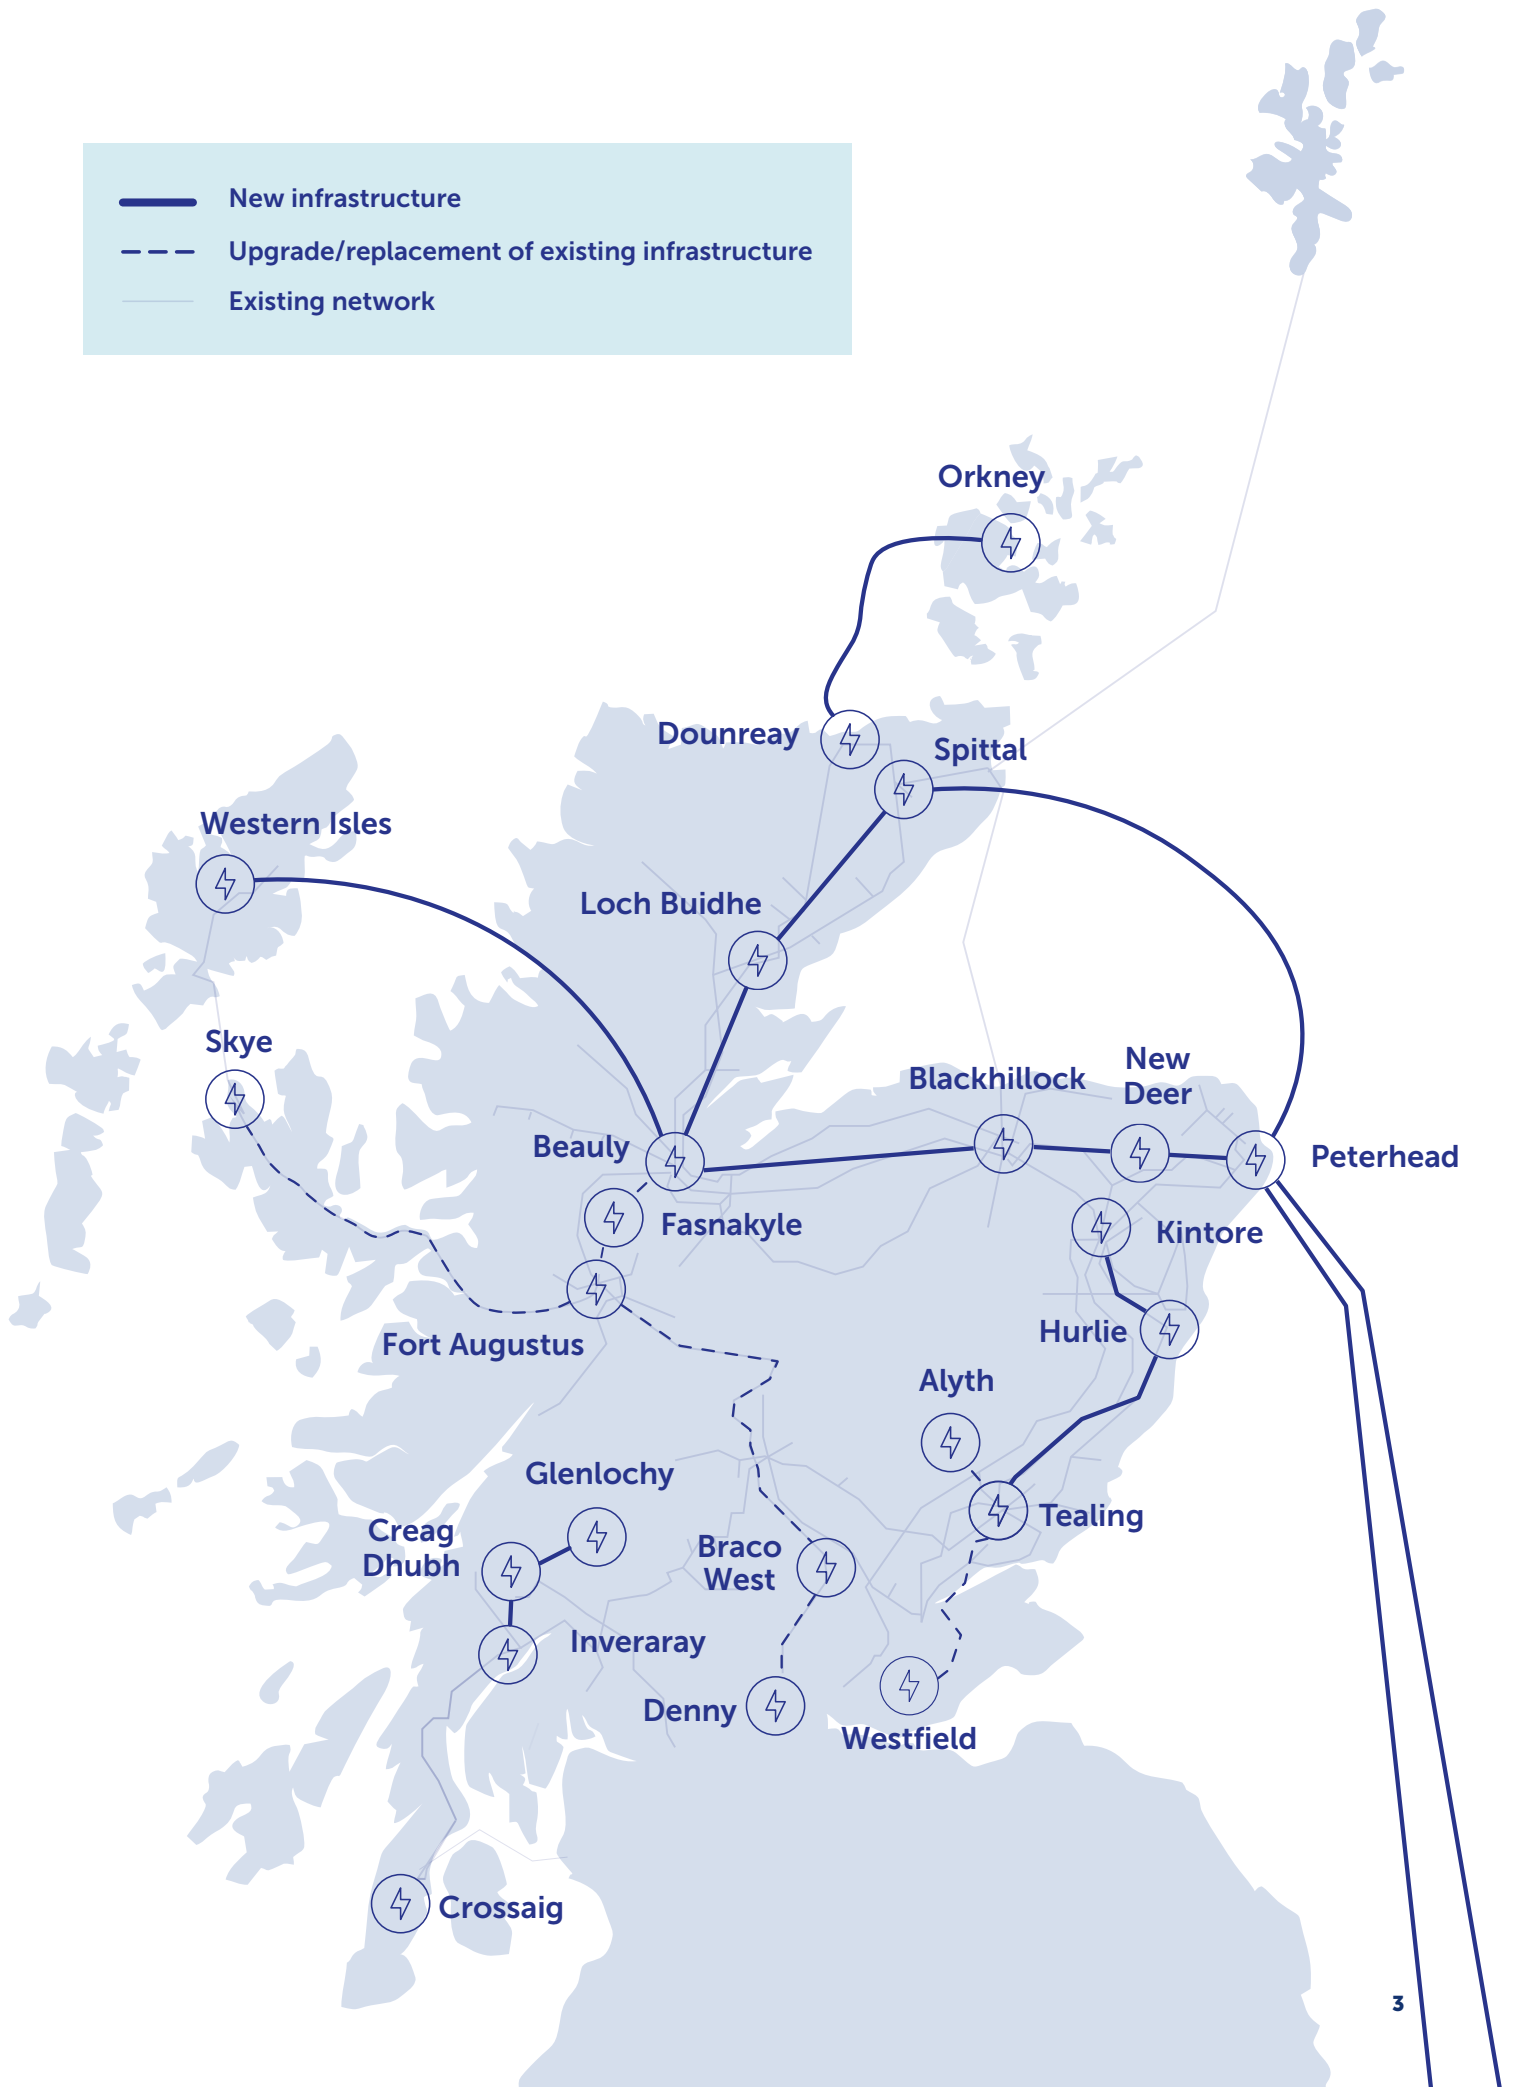 New infrastructure
Upgrade/replacement of existing infrastructure
Existing network
Orkney
Dounreay
Spittal
Western Isles
Loch Buidhe
Skye
Blackhillock
New
Deer
Beauly
Peterhead
Fasnakyle
Kintore
Hurlie
Fort Augustus
Alyth
Glenlochy
Tealing
Creag
Dhubh
Braco
West
Inveraray
Denny
Westfield
Crossaig
3